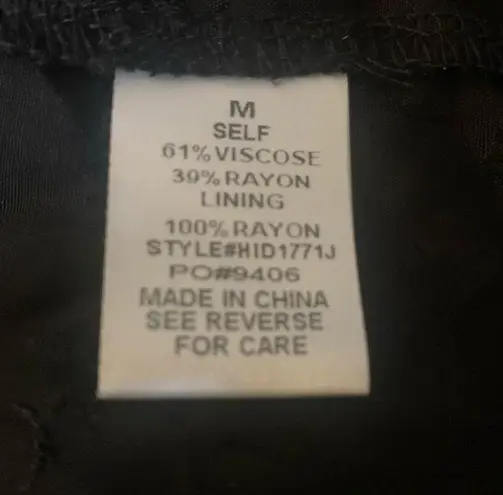 M
SELF
61% VISCOSE
39% RAYON
LINING
100% RAYON
STYLE#HID1771J
PO#9406
MADE IN CHINA
SEE REVERSE
FOR CARE